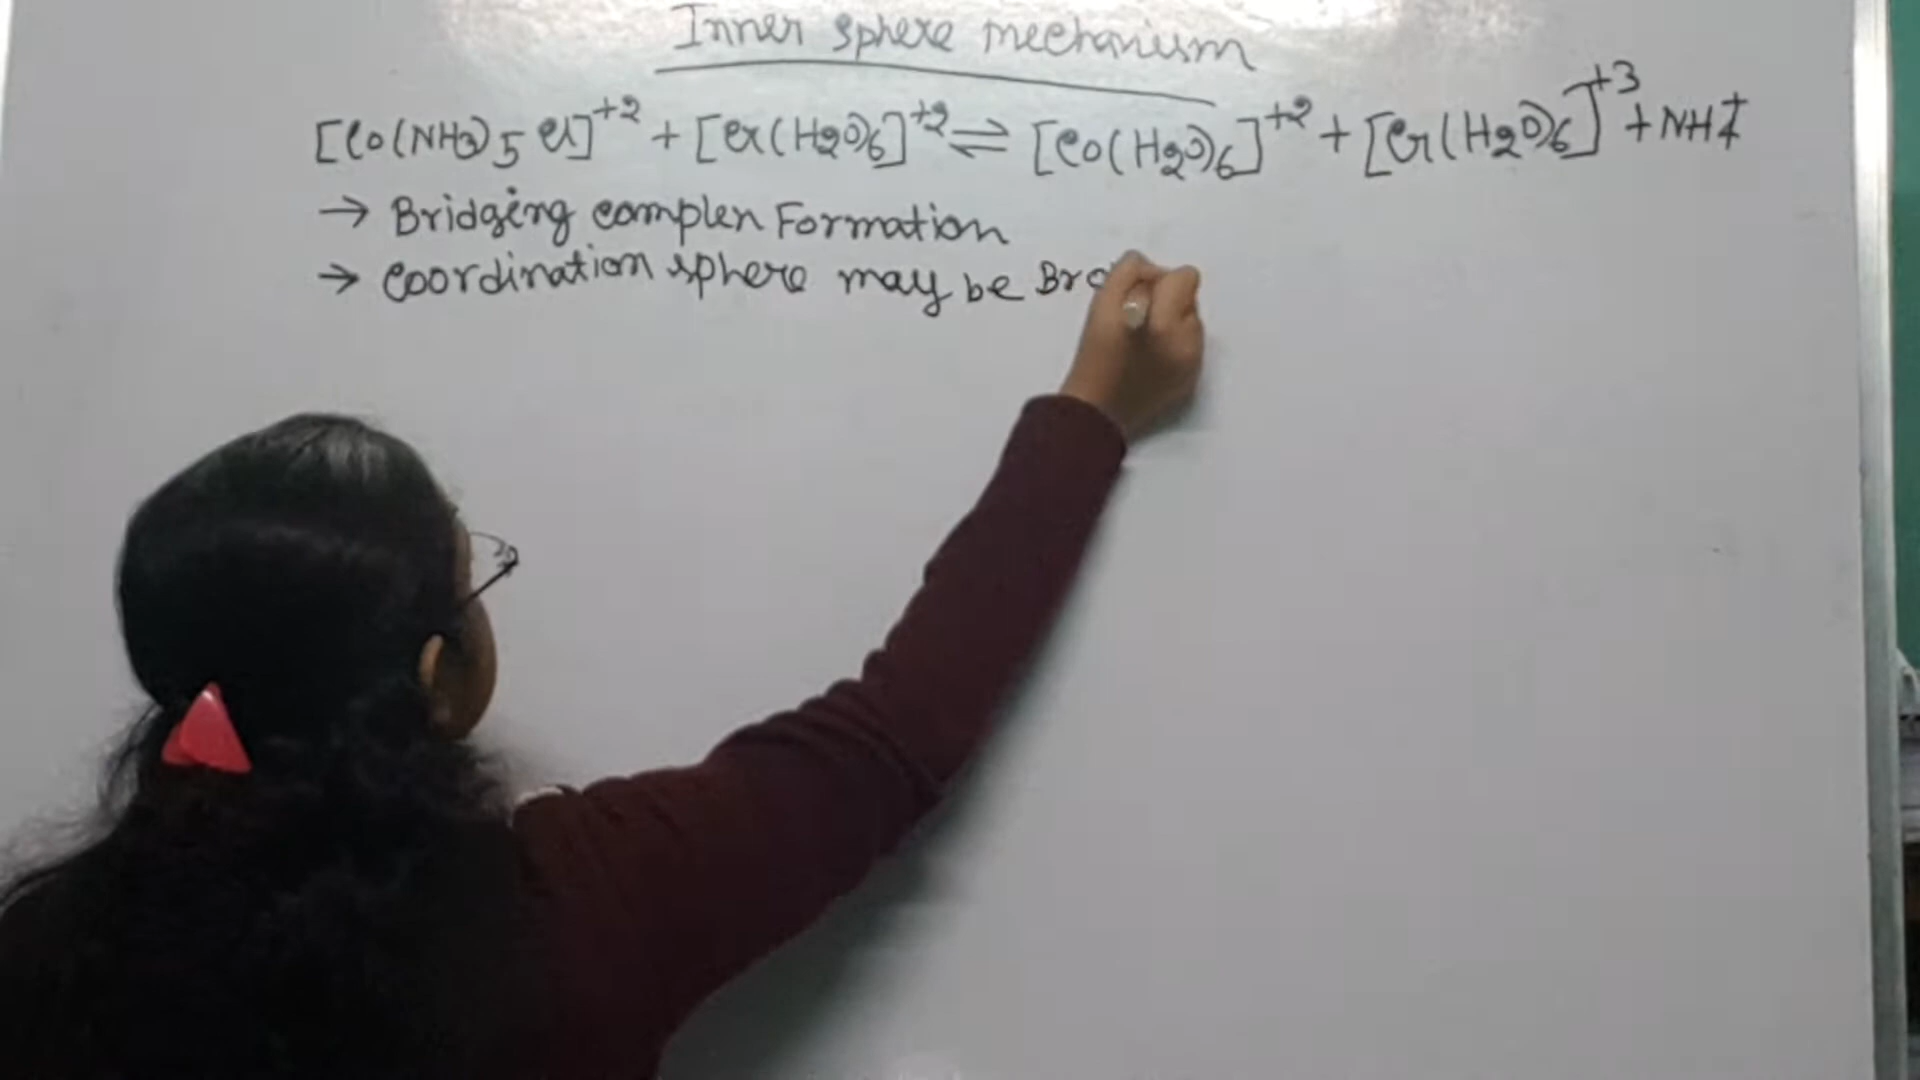 Inner sphere mechanism
[Co(NH3)5 Cl]+2 + [Cr(H2O)6]+2 ⇌ [Co(H2O)6]+2 + [Cr(H2O)6]+3 + NH4+
→ Bridging complex Formation
→ Coordination sphere may be Bro